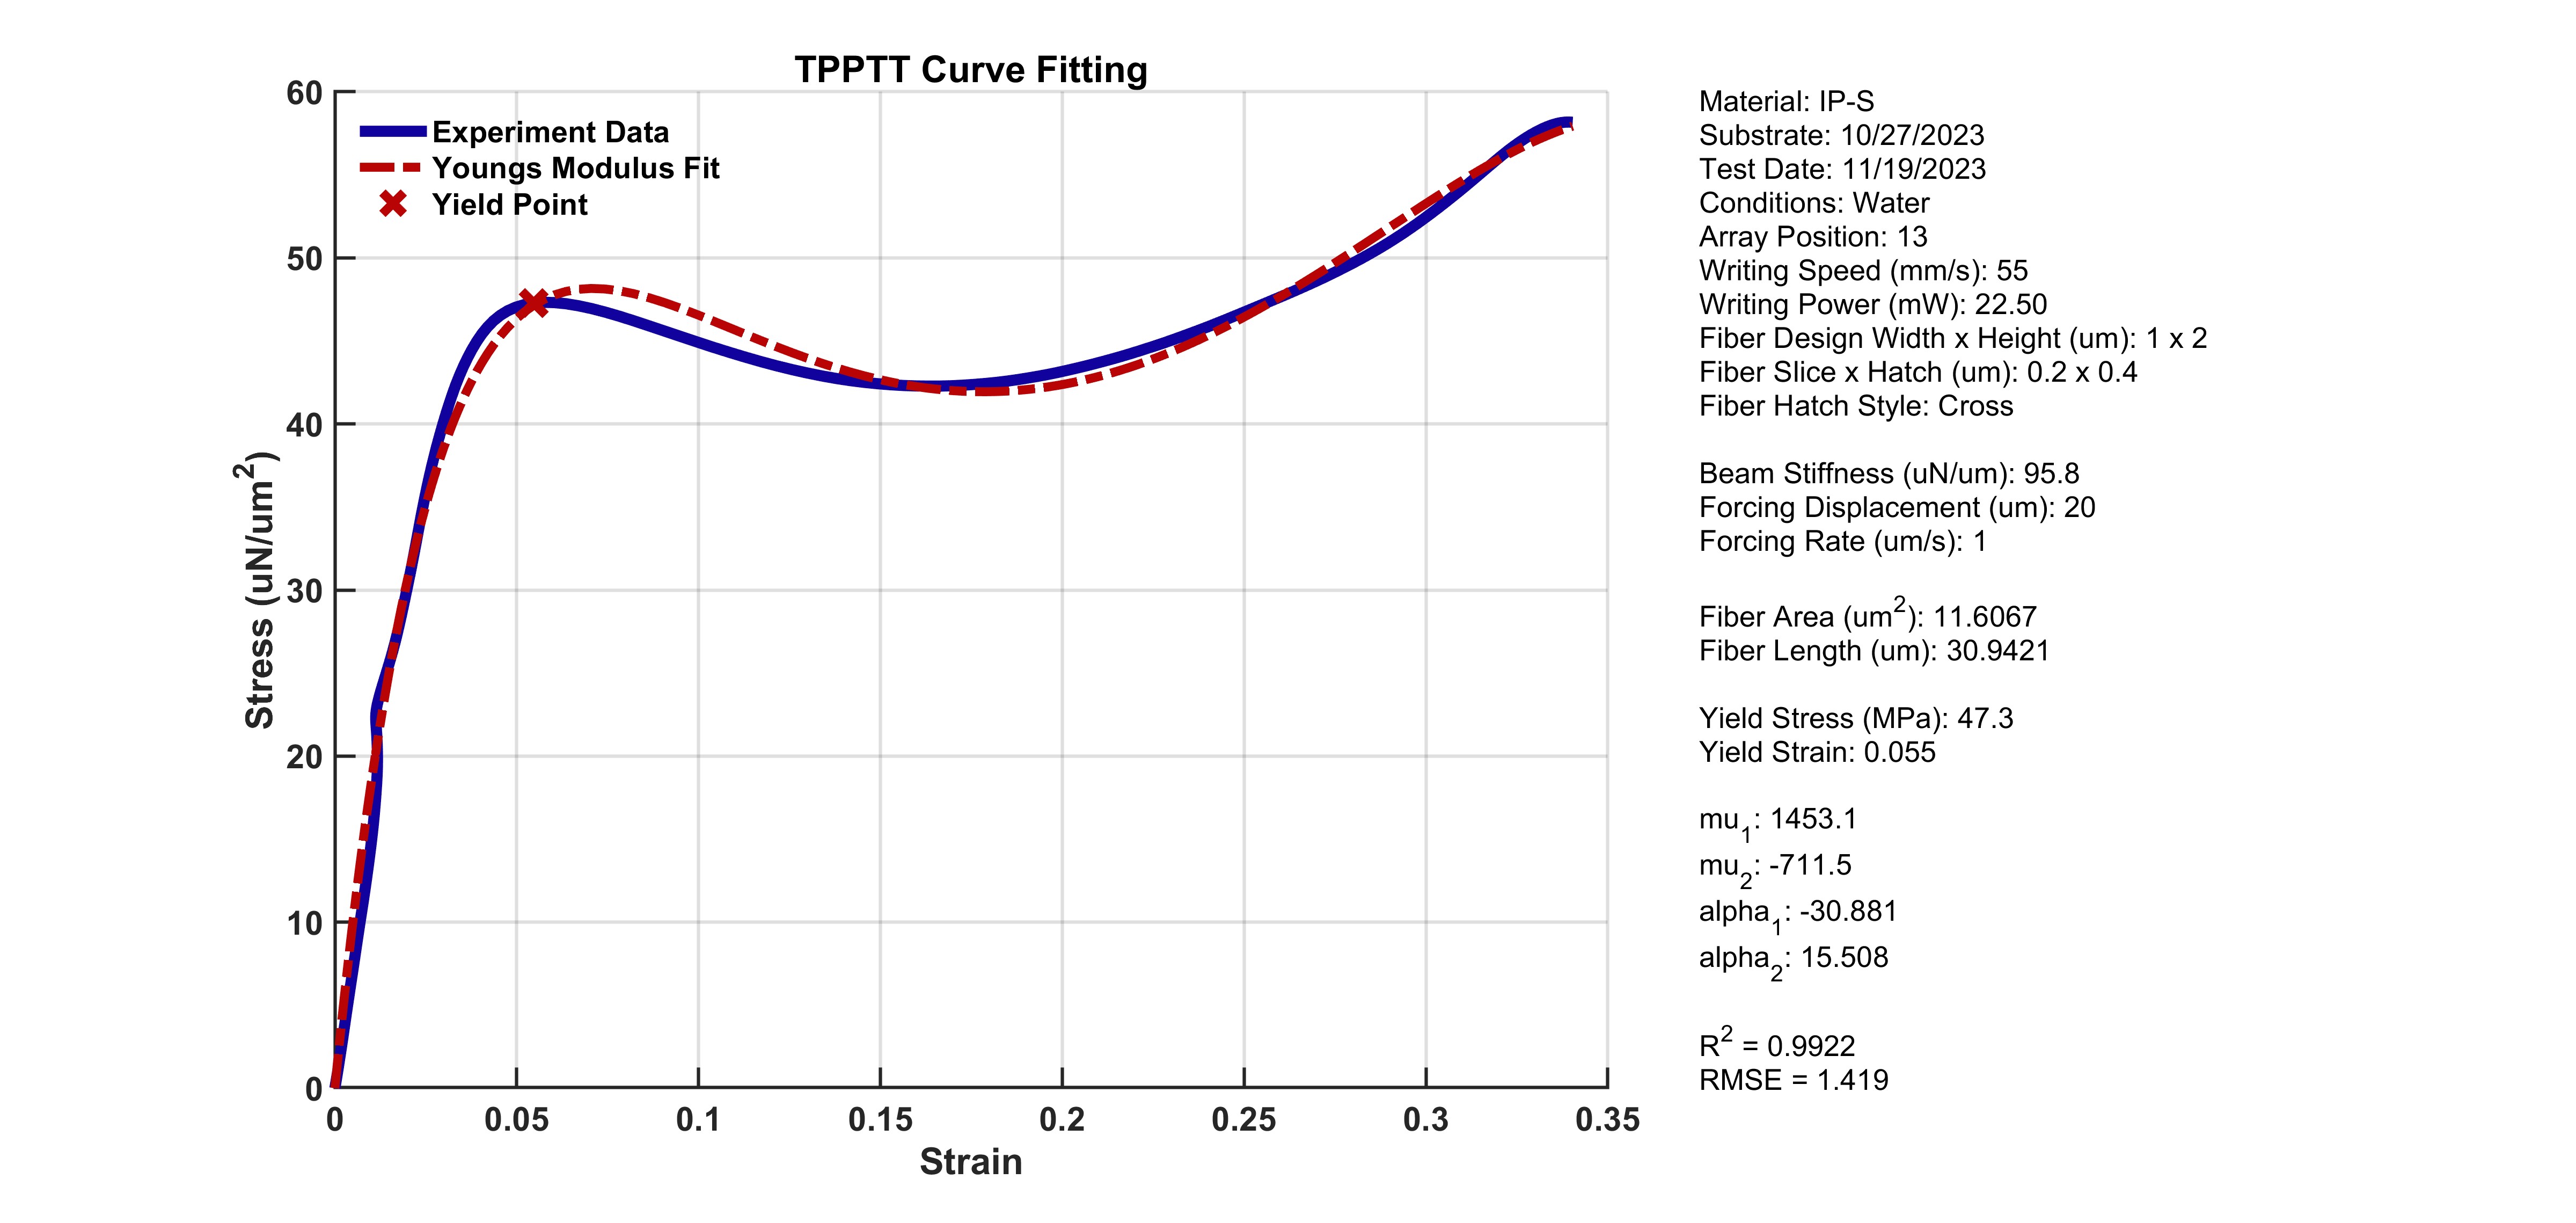 TPPTT Curve Fitting
60
50
40
30
20
10
0
Stress (uN/um²)
Experiment Data
Youngs Modulus Fit
Yield Point
0 0.05 0.1 0.15 0.2 0.25 0.3 0.35
Strain
Material: IP-S
Substrate: 10/27/2023
Test Date: 11/19/2023
Conditions: Water
Array Position: 13
Writing Speed (mm/s): 55
Writing Power (mW): 22.50
Fiber Design Width x Height (um): 1 x 2
Fiber Slice x Hatch (um): 0.2 x 0.4
Fiber Hatch Style: Cross
Beam Stiffness (uN/um): 95.8
Forcing Displacement (um): 20
Forcing Rate (um/s): 1
Fiber Area (um²): 11.6067
Fiber Length (um): 30.9421
Yield Stress (MPa): 47.3
Yield Strain: 0.055
mu₁: 1453.1
mu₂: -711.5
alpha₁: -30.881
alpha₂: 15.508
R² = 0.9922
RMSE = 1.419